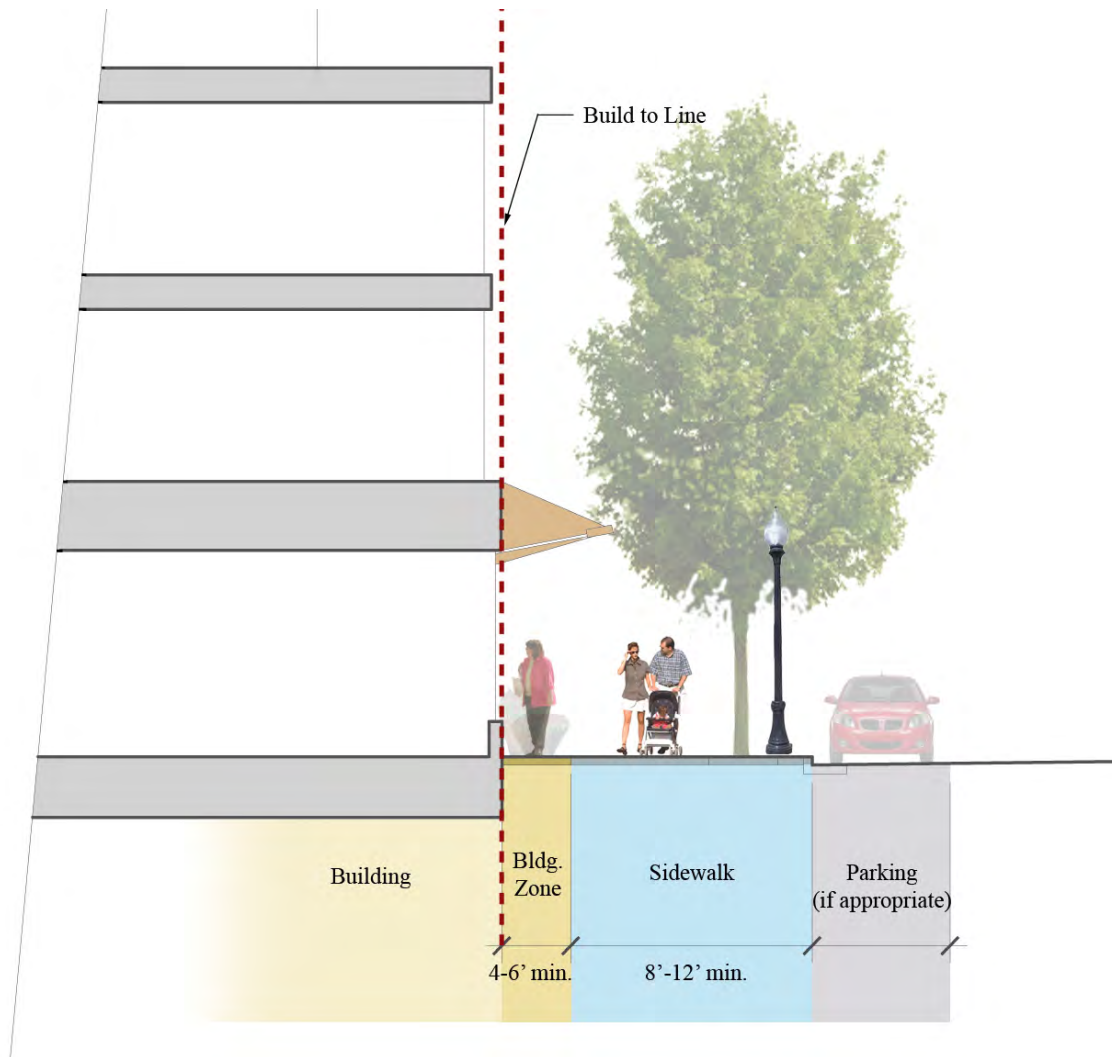 Build to Line
Building
Bldg.
Zone
Sidewalk
Parking
(if appropriate)
4-6’ min.
8’-12’ min.